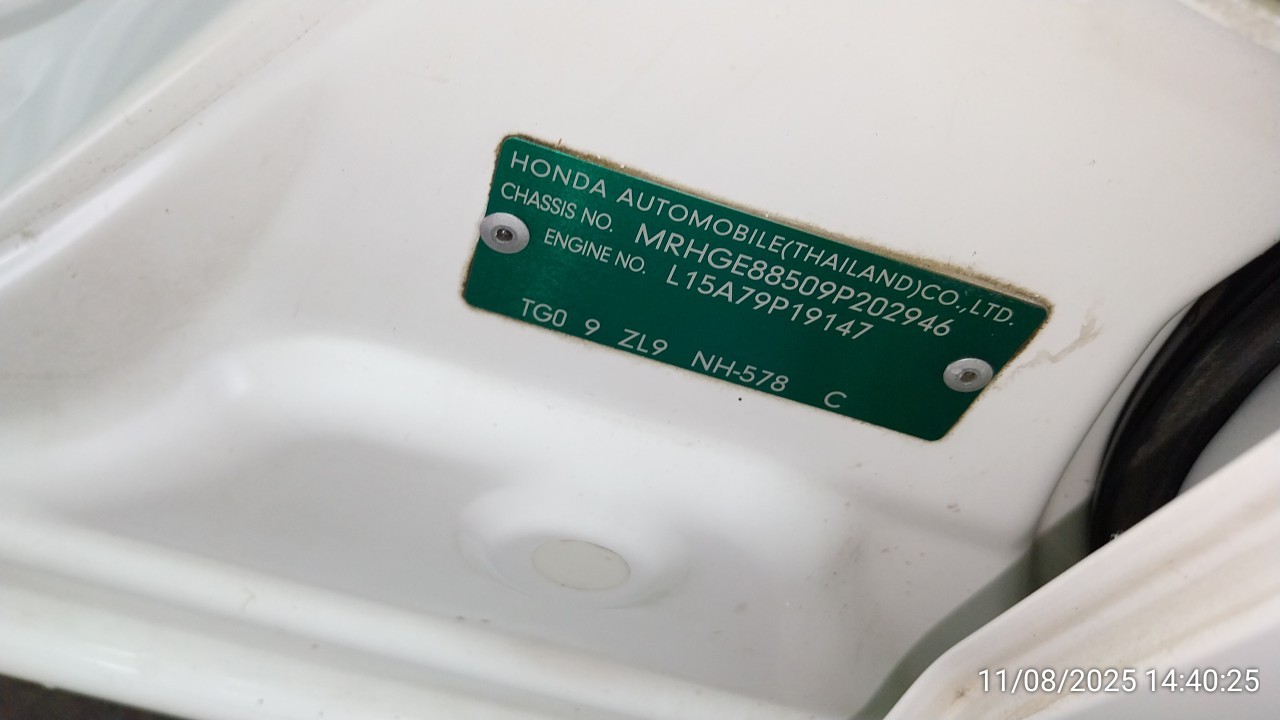 HONDA AUTOMOBILE(THAILAND)CO.,LTD.
CHASSIS NO. MRHGE88509P202946
ENGINE NO. L15A79P19147
TG0 9 ZL9 NH-578 C
11/08/2025 14:40:25